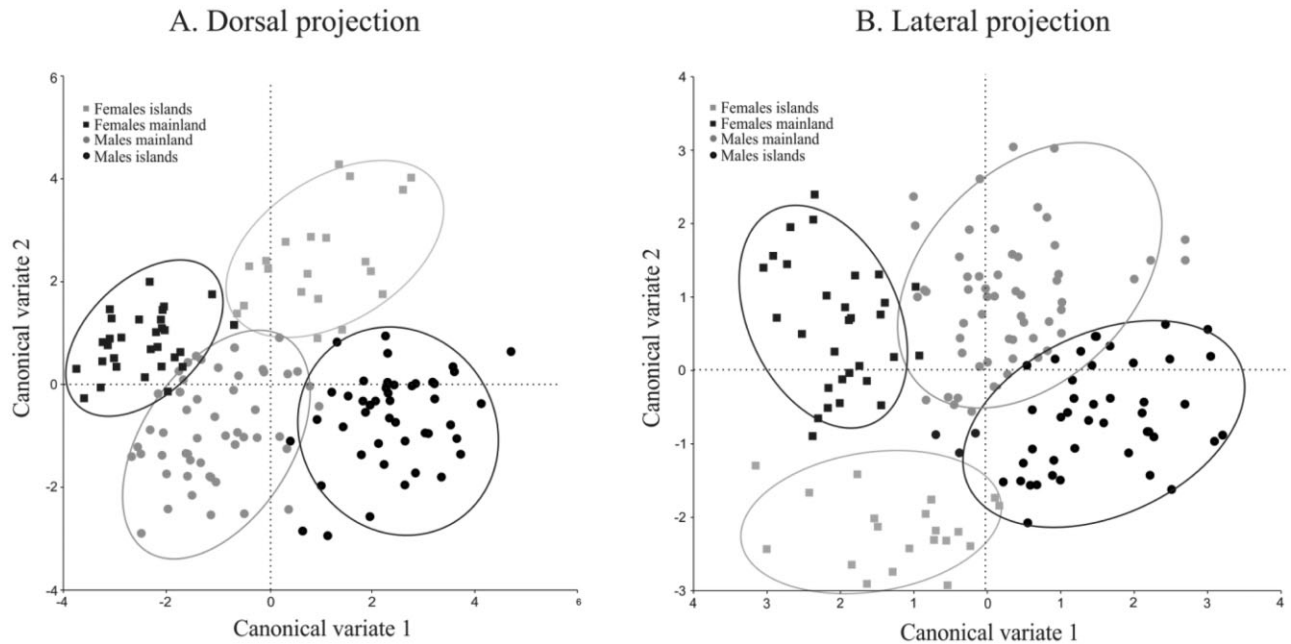 A. Dorsal projection
6
4
2
0
-2
-4
-4
-2
0
2
4
6
Females islands
Females mainland
Males mainland
Males islands
Canonical variate 2
Canonical variate 1
B. Lateral projection
4
3
2
1
0
-1
-2
-3
4
3
2
1
0
1
2
3
4
Females islands
Females mainland
Males mainland
Males islands
Canonical variate 2
Canonical variate 1